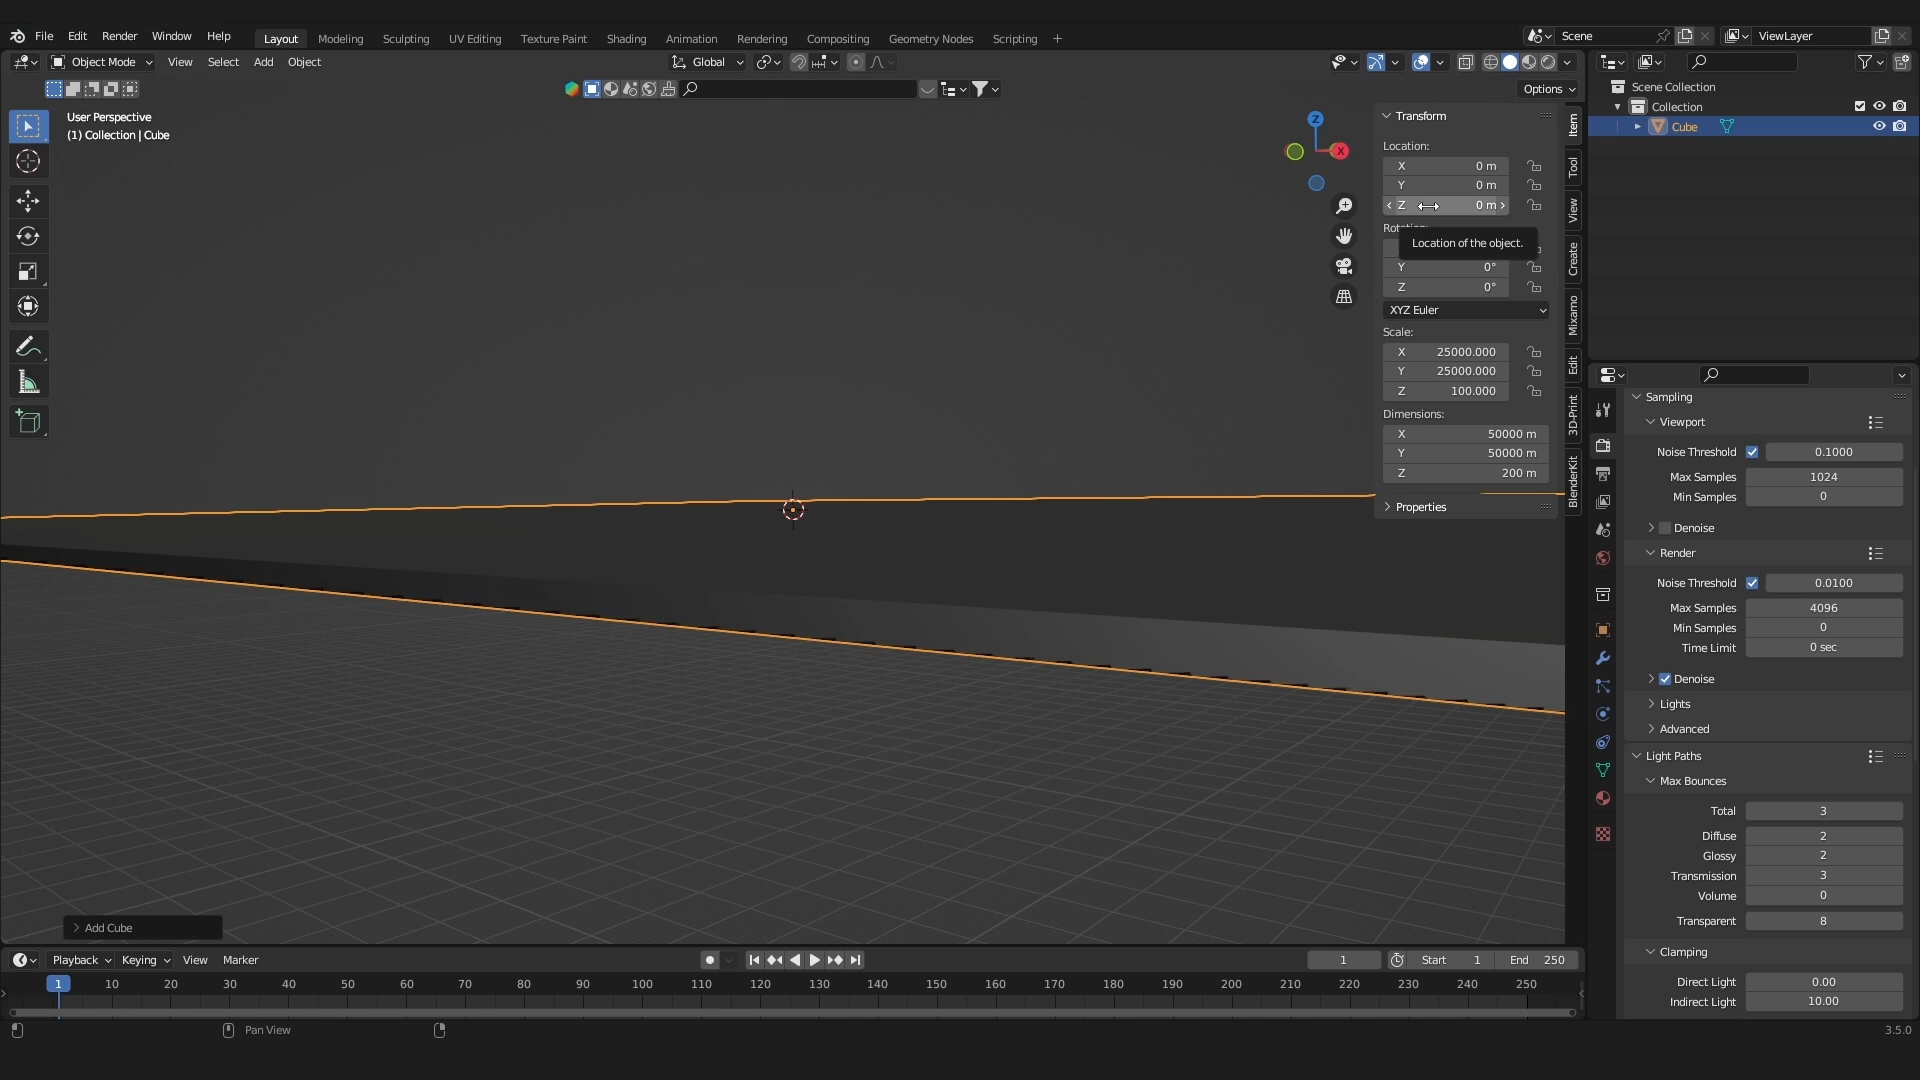 File Edit Render Window Help Layout Modeling Sculpting UV Editing Texture Paint Shading Animation Rendering Compositing Geometry Nodes Scripting + Scene ViewLayer
Object Mode View Select Add Object Global
Options
User Perspective
(1) Collection | Cube
Z
X
Transform
Location:
X 0 m
Y 0 m
Z 0 m
Rotation:
Location of the object.
Y 0°
Z 0°
XYZ Euler
Scale:
X 25000.000
Y 25000.000
Z 100.000
Dimensions:
X 50000 m
Y 50000 m
Z 200 m
Properties
Item
Tool
View
Create
Mixamo
Edit
3D-Print
BlenderKit
Scene Collection
Collection
Cube
Sampling
Viewport
Noise Threshold 0.1000
Max Samples 1024
Min Samples 0
Denoise
Render
Noise Threshold 0.0100
Max Samples 4096
Min Samples 0
Time Limit 0 sec
Denoise
Lights
Advanced
Light Paths
Max Bounces
Total 3
Diffuse 2
Glossy 2
Transmission 3
Volume 0
Transparent 8
Clamping
Direct Light 0.00
Indirect Light 10.00
Add Cube
Playback Keying View Marker 1 Start 1 End 250
1 10 20 30 40 50 60 70 80 90 100 110 120 130 140 150 160 170 180 190 200 210 220 230 240 250
Pan View
3.5.0